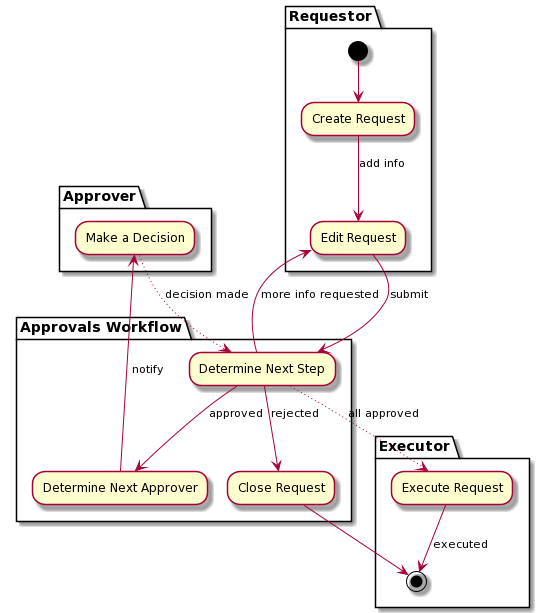 Requestor
Create Request
add info
Approver
Make a Decision
Edit Request
decision made
more info requested
submit
Approvals Workflow
Determine Next Step
notify
approved
rejected
all approved
Executor
Determine Next Approver
Close Request
Execute Request
executed